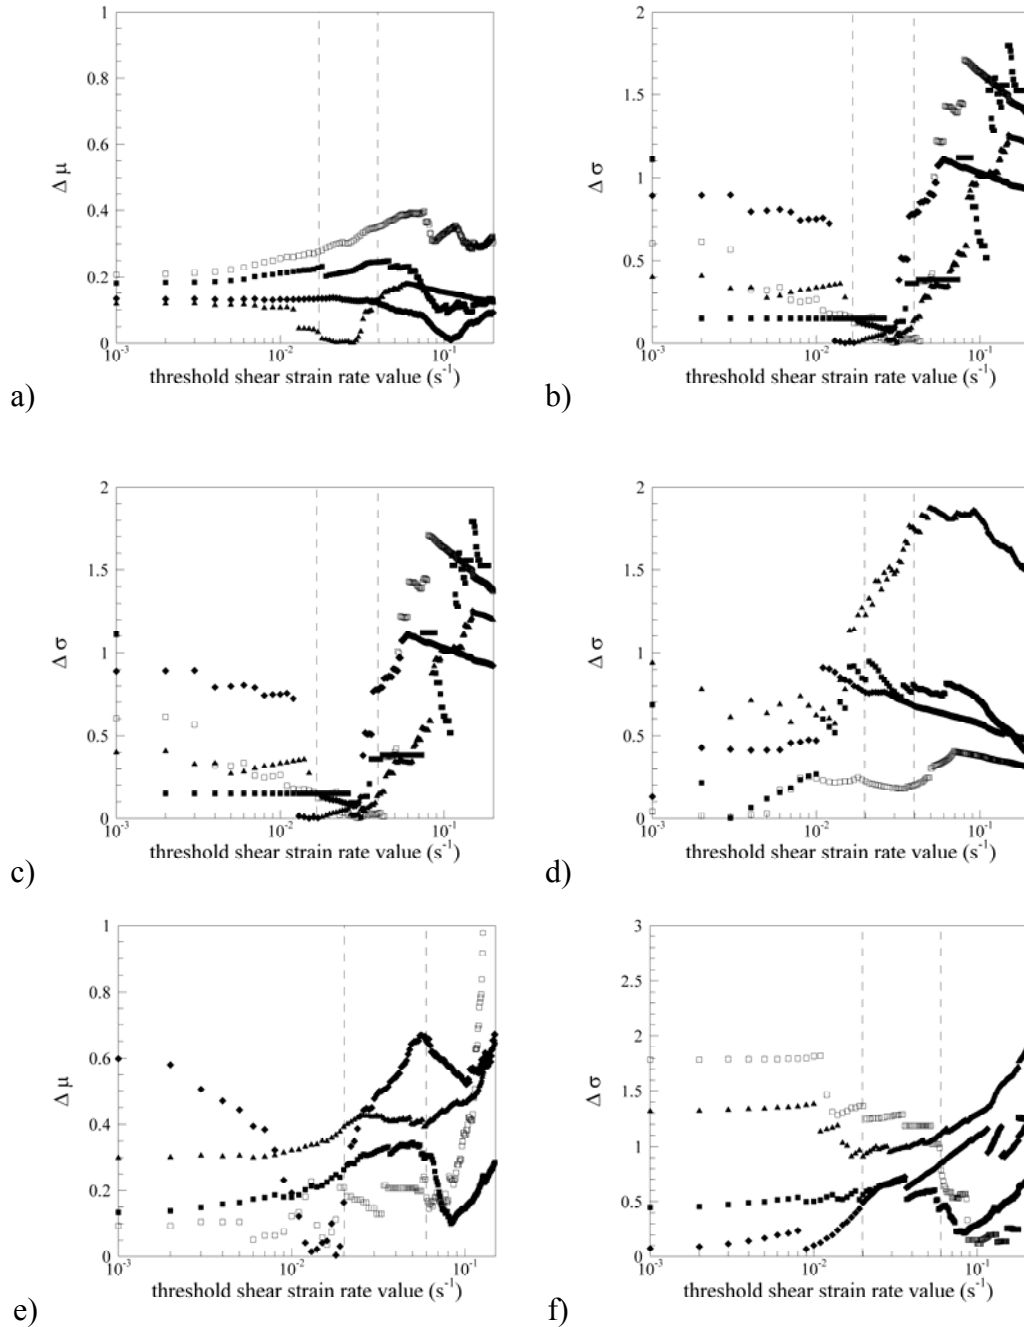 1
0.8
0.6
0.4
0.2
0
Δ μ
10⁻³ 10⁻² 10⁻¹
threshold shear strain rate value (s⁻¹)
a)
2
1.5
1
0.5
0
Δ σ
10⁻³ 10⁻² 10⁻¹
threshold shear strain rate value (s⁻¹)
b)
2
1.5
1
0.5
0
Δ σ
10⁻³ 10⁻² 10⁻¹
threshold shear strain rate value (s⁻¹)
c)
2
1.5
1
0.5
0
Δ σ
10⁻³ 10⁻² 10⁻¹
threshold shear strain rate value (s⁻¹)
d)
1
0.8
0.6
0.4
0.2
0
Δ μ
10⁻³ 10⁻² 10⁻¹
threshold shear strain rate value (s⁻¹)
e)
3
2.5
2
1.5
1
0.5
0
Δ σ
10⁻³ 10⁻² 10⁻¹
threshold shear strain rate value (s⁻¹)
f)